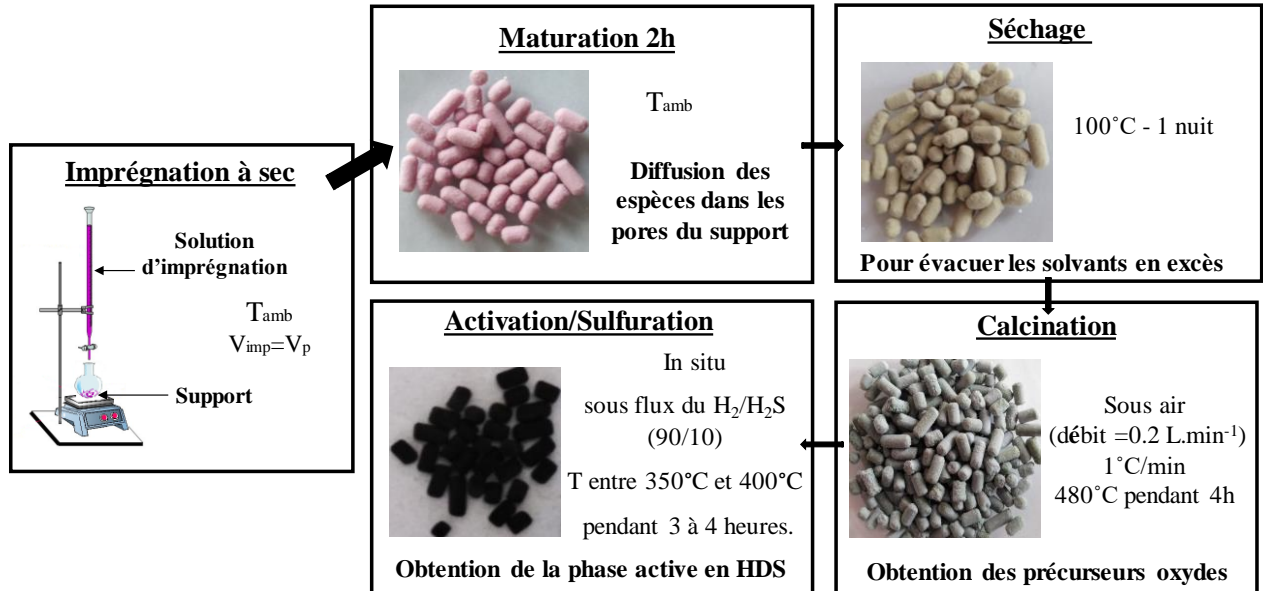 Imprégnation à sec
Solution
d'imprégnation
Tamb
Vimp=Vp
Support
Maturation 2h
Tamb
Diffusion des
espèces dans les
pores du support
Séchage
100˚C - 1 nuit
Pour évacuer les solvants en excès
Calcination
Sous air
(débit =0.2 L.min⁻¹)
1˚C/min
480˚C pendant 4h
Obtention des précurseurs oxydes
Activation/Sulfuration
In situ
sous flux du H₂/H₂S
(90/10)
T entre 350°C et 400°C
pendant 3 à 4 heures.
Obtention de la phase active en HDS